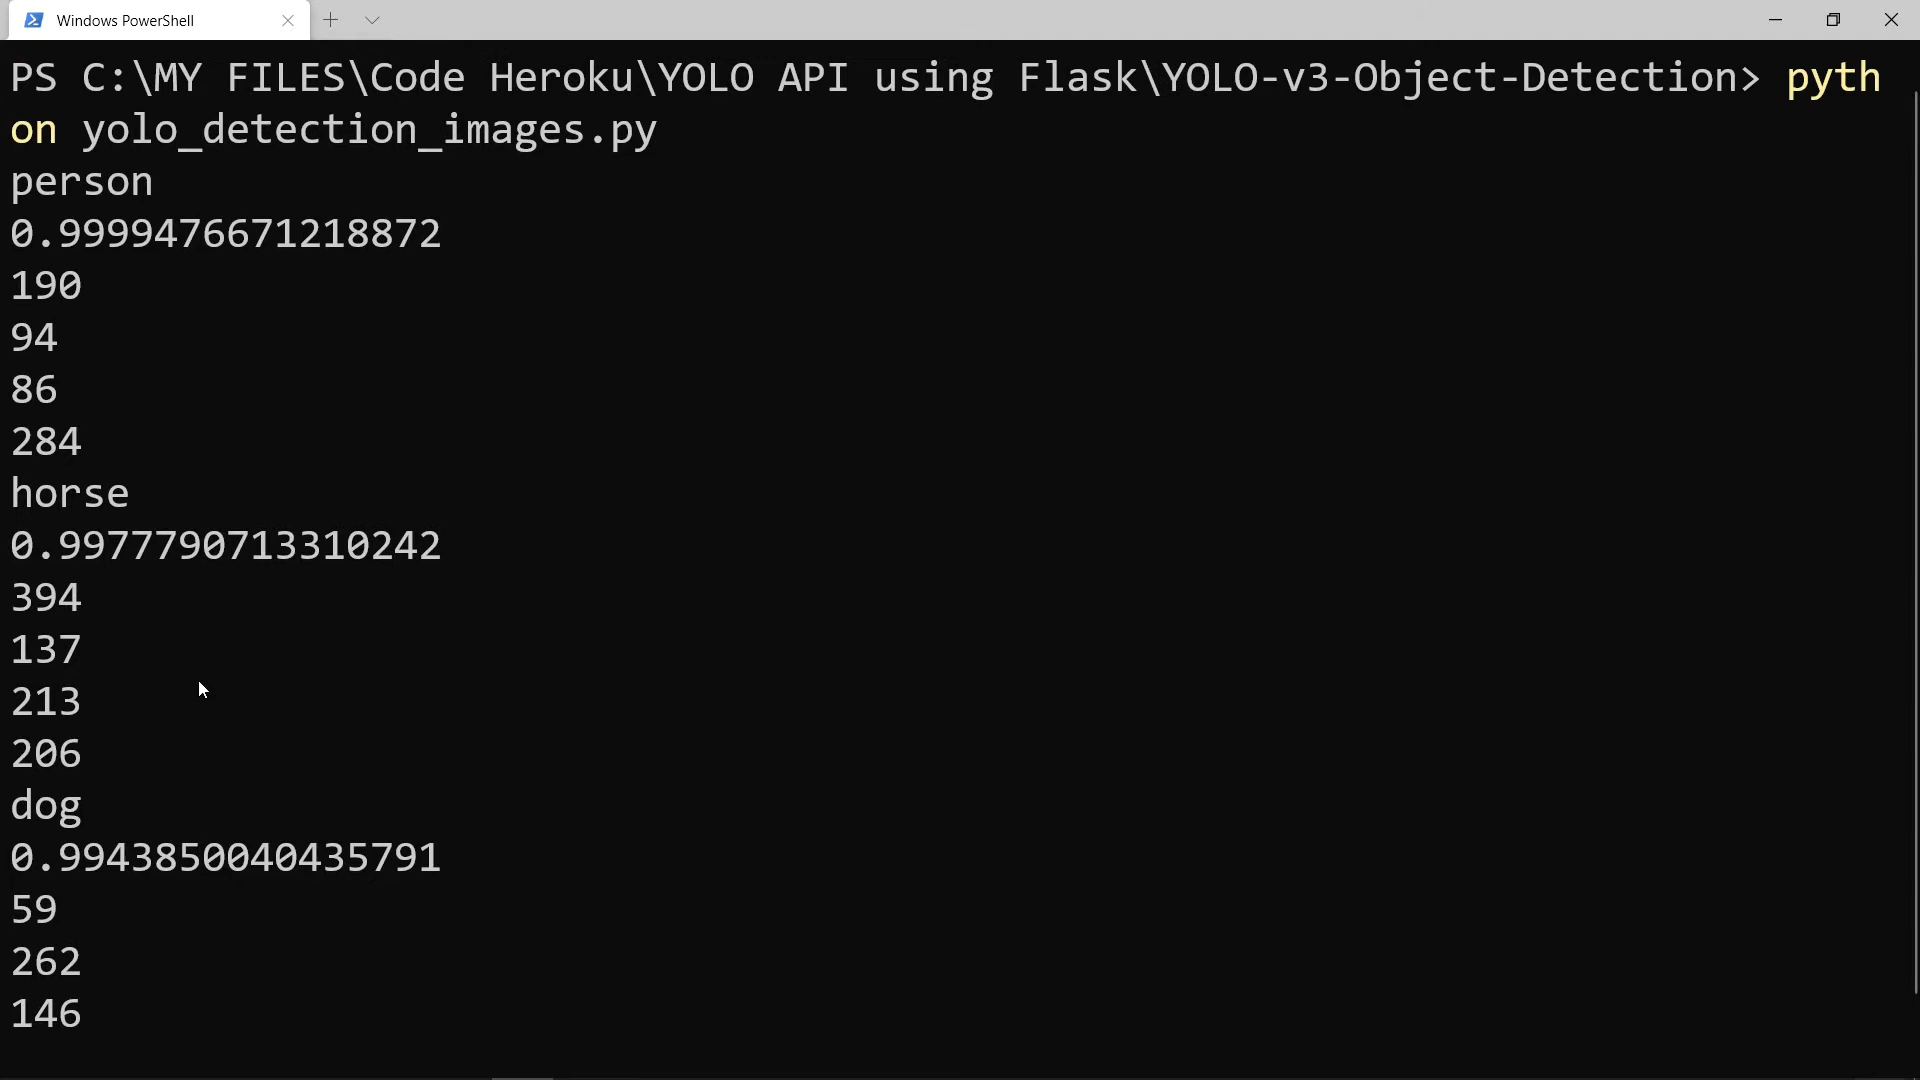 Windows PowerShell
PS C:\MY FILES\Code Heroku\YOLO API using Flask\YOLO-v3-Object-Detection> pyth
on yolo_detection_images.py
person
0.9999476671218872
190
94
86
284
horse
0.9977790713310242
394
137
213
206
dog
0.9943850040435791
59
262
146